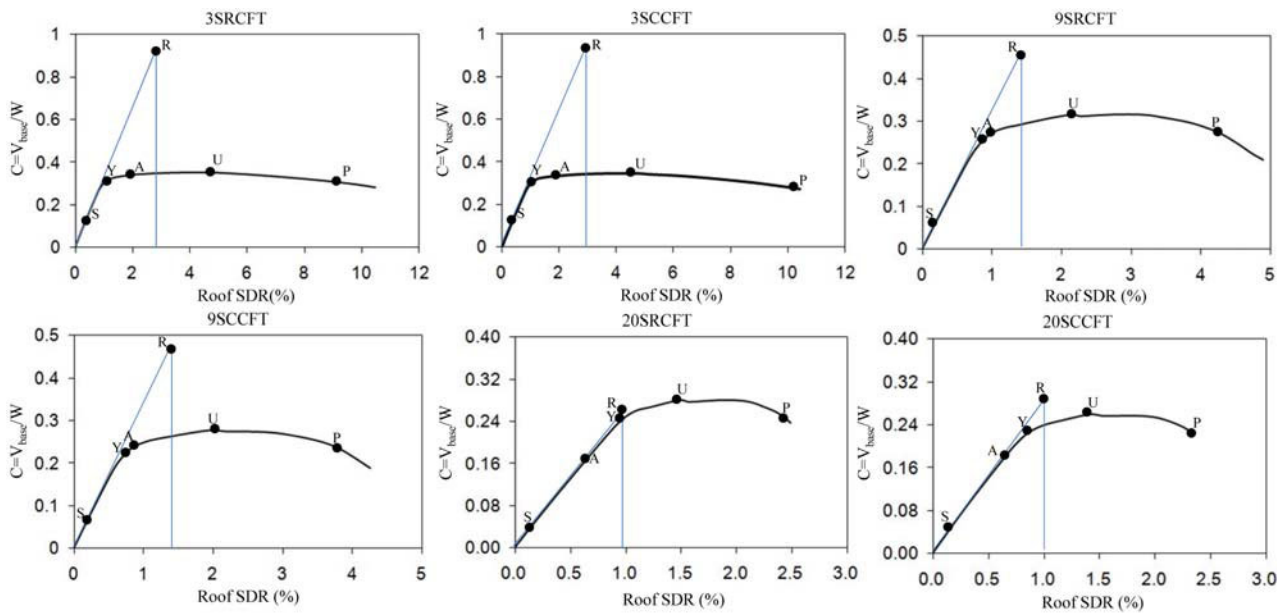 3SRCFT
C=V_base/W
1
0.8
0.6
0.4
0.2
0
R
S
Y
A
U
P
0 2 4 6 8 10 12
Roof SDR(%)
3SCCFT
C=V_base/W
1
0.8
0.6
0.4
0.2
0
R
S
Y
A
U
P
0 2 4 6 8 10 12
Roof SDR (%)
9SRCFT
C=V_base/W
0.5
0.4
0.3
0.2
0.1
0
R
S
Y
A
U
P
0 1 2 3 4 5
Roof SDR (%)
9SCCFT
C=V_base/W
0.5
0.4
0.3
0.2
0.1
0
R
S
Y
A
U
P
0 1 2 3 4 5
Roof SDR (%)
20SRCFT
C=V_base/W
0.40
0.32
0.24
0.16
0.08
0.00
R
Y
S
A
U
P
0.0 0.5 1.0 1.5 2.0 2.5 3.0
Roof SDR (%)
20SCCFT
C=V_base/W
0.40
0.32
0.24
0.16
0.08
0.00
R
Y
S
A
U
P
0.0 0.5 1.0 1.5 2.0 2.5 3.0
Roof SDR (%)